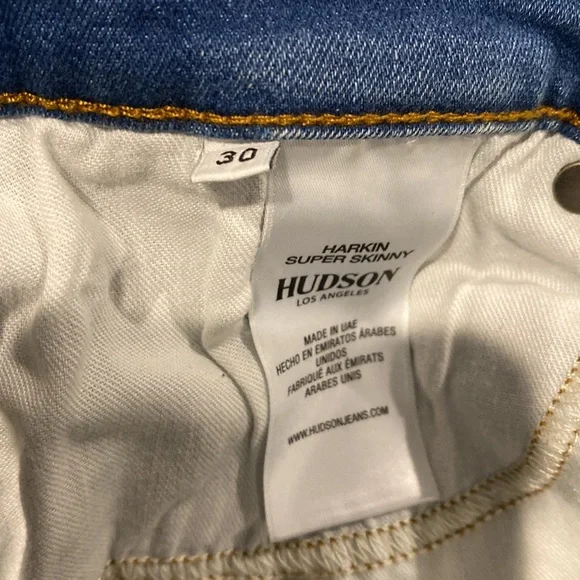 30
HARKIN
SUPER SKINNY
HUDSON
LOS ANGELES
MADE IN UAE
HECHO EN EMIRATOS ÁRABES
UNIDOS
FABRIQUÉ AUX ÉMIRATS
ARABES UNIS
WWW.HUDSONJEANS.COM